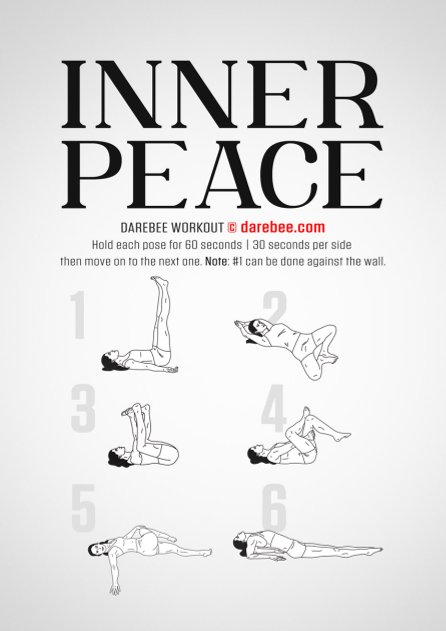 INNER
PEACE
DAREBEE WORKOUT © darebee.com
Hold each pose for 60 seconds | 30 seconds per side
then move on to the next one. Note: #1 can be done against the wall.
1
2
3
4
5
6